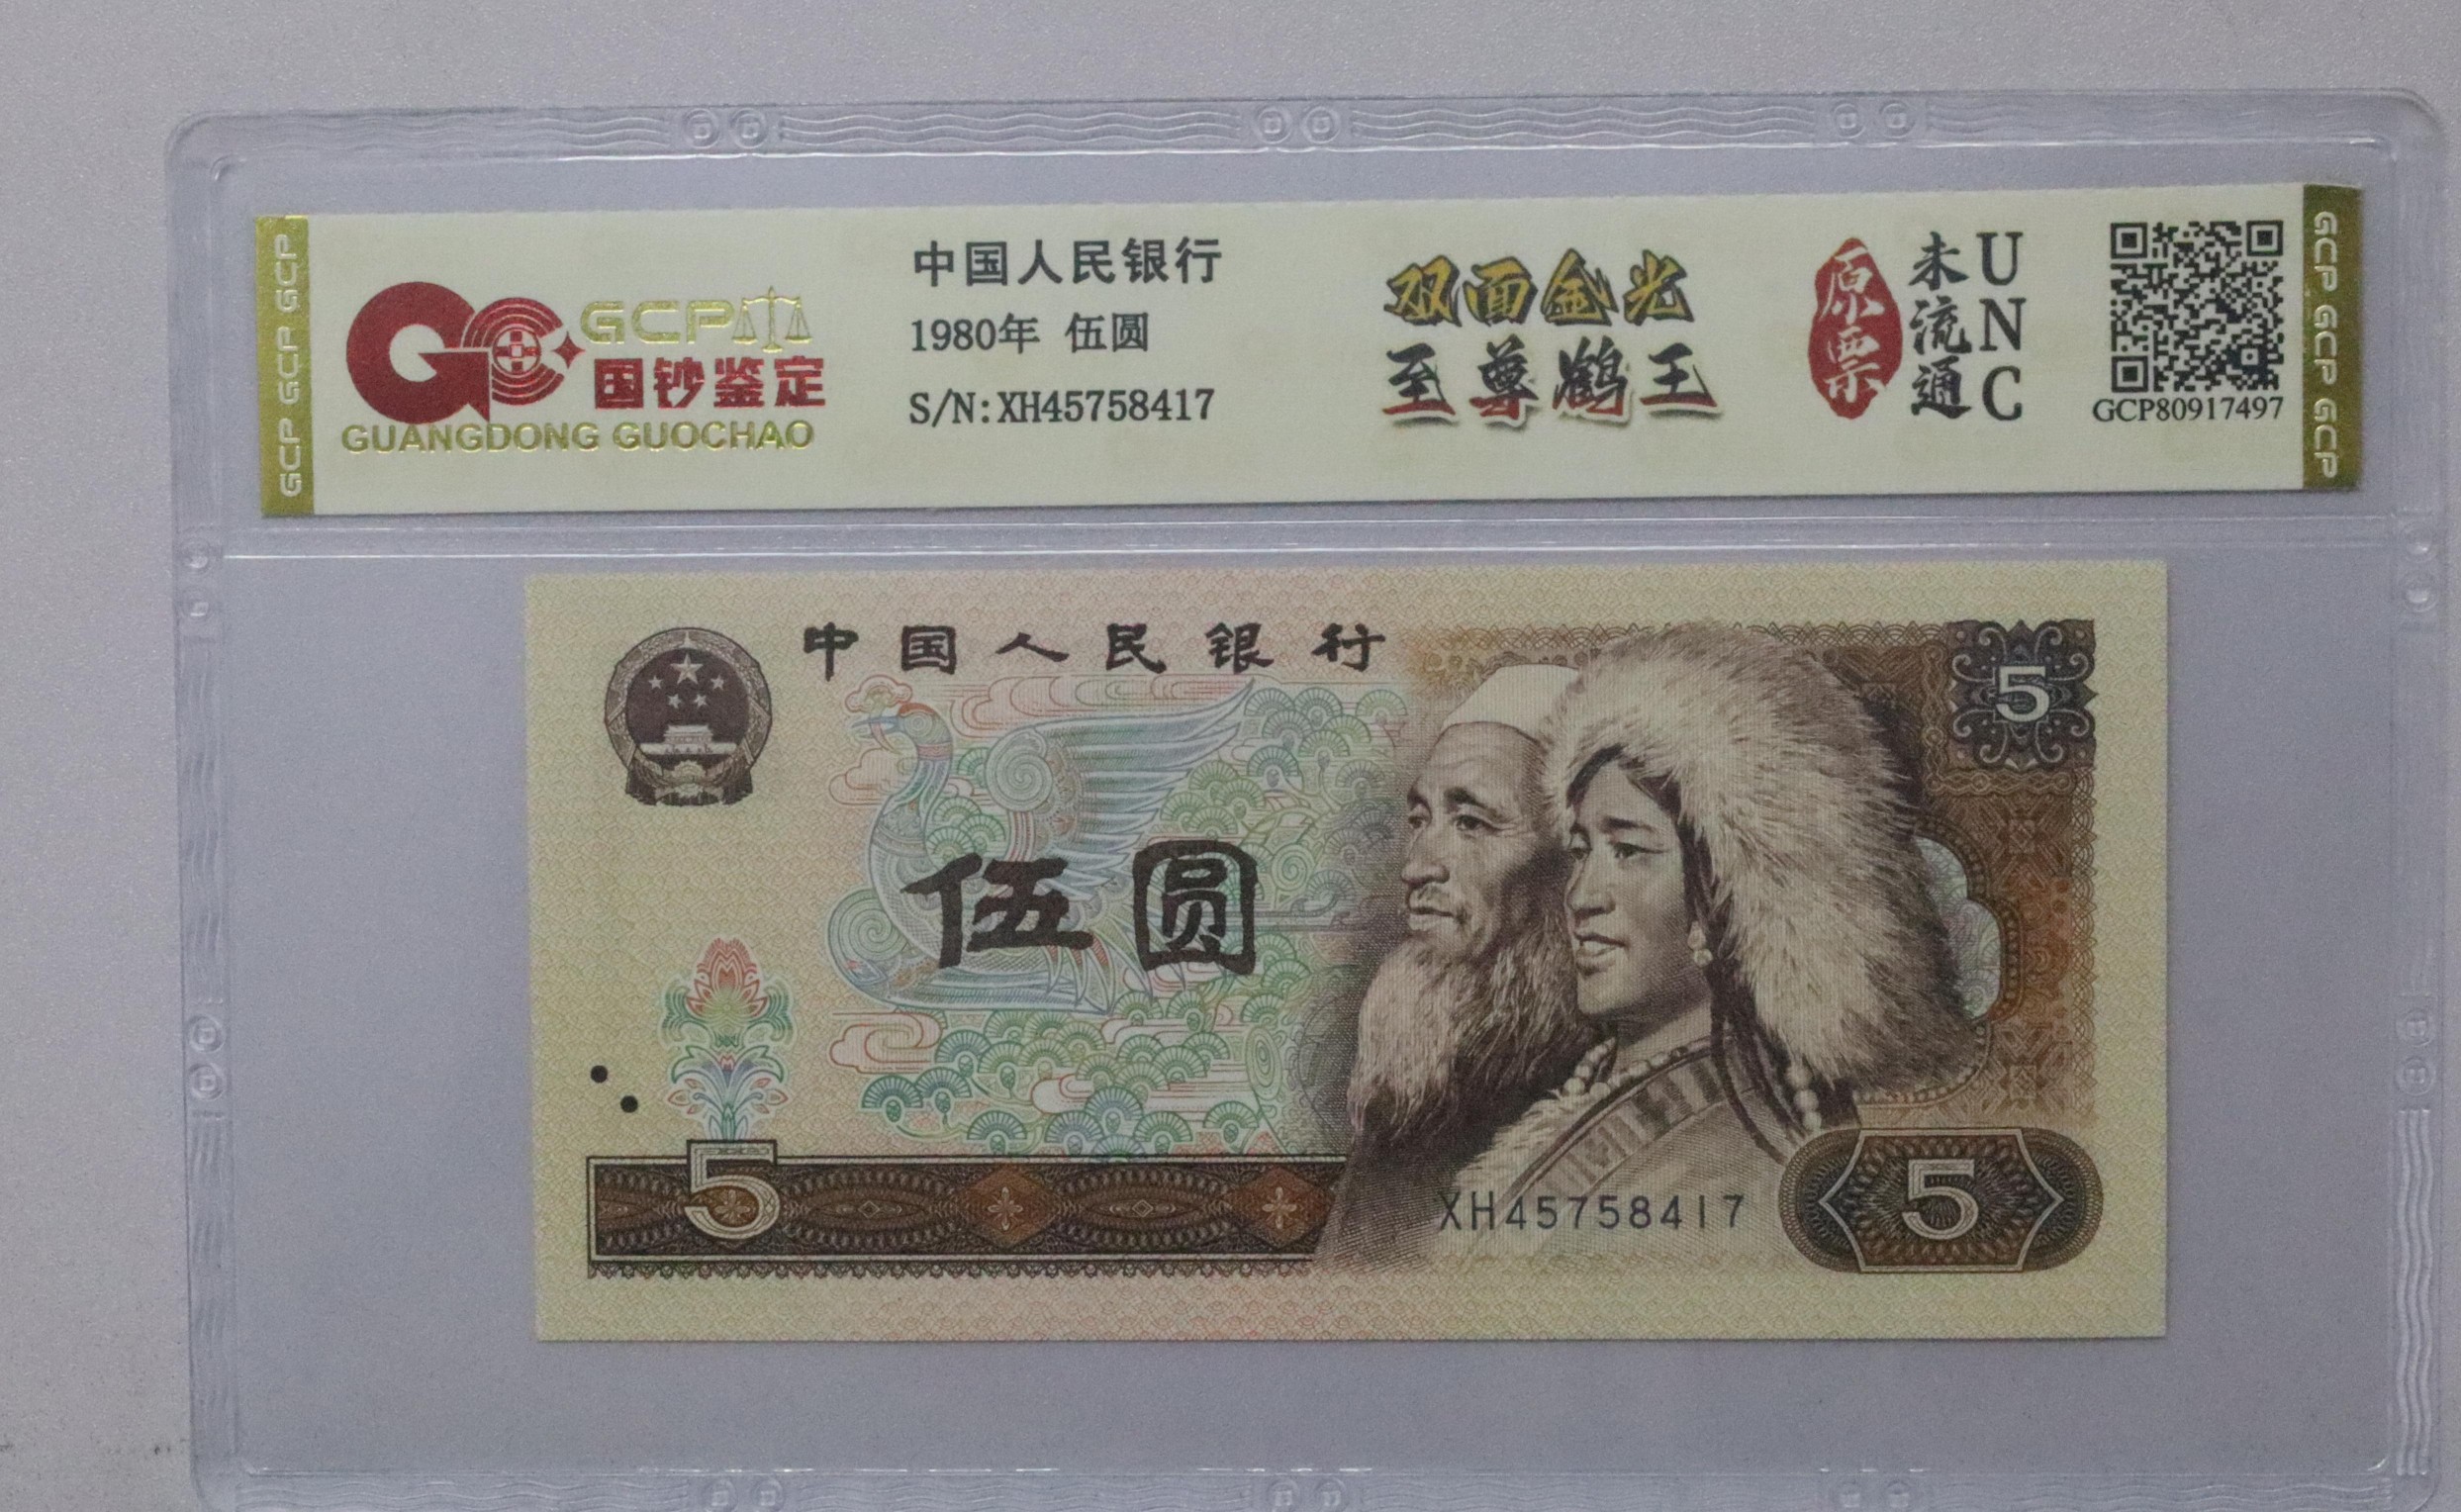 GCP GCP GCP
GCP
国钞鉴定
GUANGDONG GUOCHAO
中国人民银行
1980年 伍圆
S/N:XH45758417
双面金光
至尊鹤王
原票
未流通
UNC
GCP80917497
GCP GCP GCP
中国人民银行
5
伍圆
5
XH45758417
5